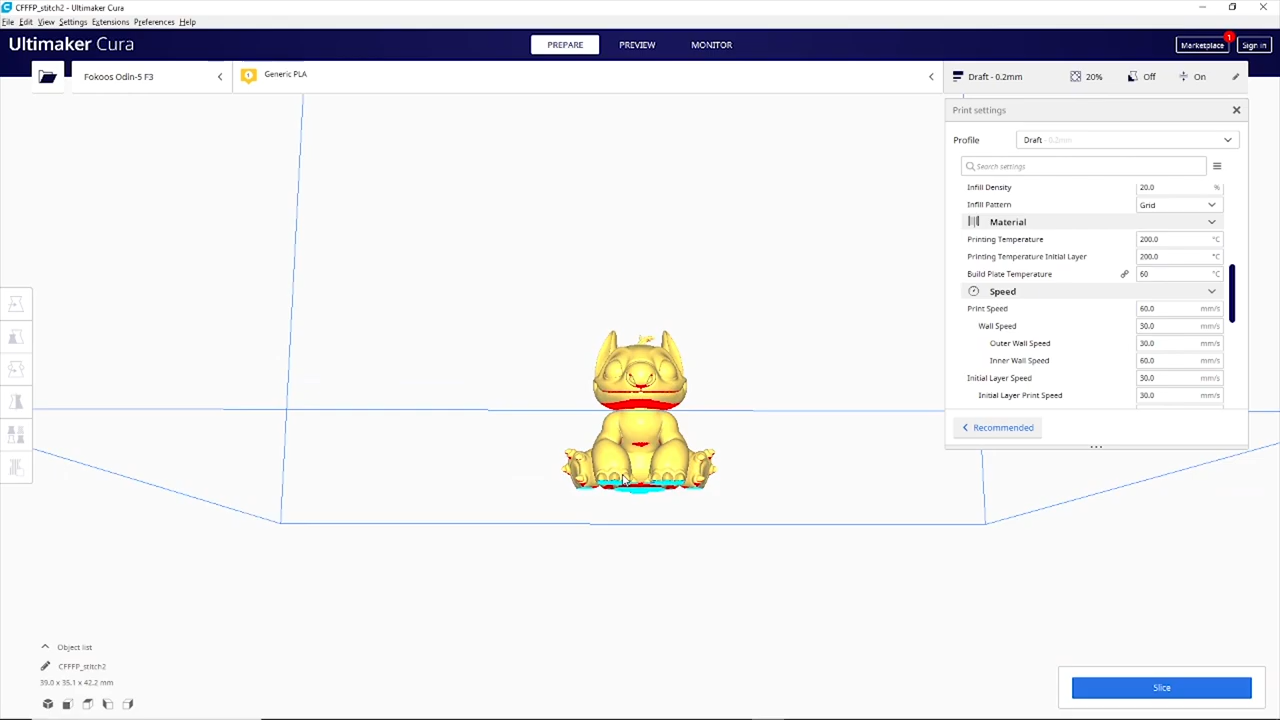 CFFFP_stitch2 - Ultimaker Cura
File Edit View Settings Extensions Preferences Help
Ultimaker Cura
PREPARE PREVIEW MONITOR
Marketplace 1 Sign in
Fokoos Odin-5 F3
Generic PLA
Draft - 0.2mm 20% Off On
Print settings
Profile Draft - 0.2mm
Search settings
Infill Density 20.0 %
Infill Pattern Grid
Material
Printing Temperature 200.0 °C
Printing Temperature Initial Layer 200.0 °C
Build Plate Temperature 60 °C
Speed
Print Speed 60.0 mm/s
Wall Speed 30.0 mm/s
Outer Wall Speed 30.0 mm/s
Inner Wall Speed 60.0 mm/s
Initial Layer Speed 30.0 mm/s
Initial Layer Print Speed 30.0 mm/s
Recommended
Object list
CFFFP_stitch2
39.0 x 35.1 x 42.2 mm
Slice